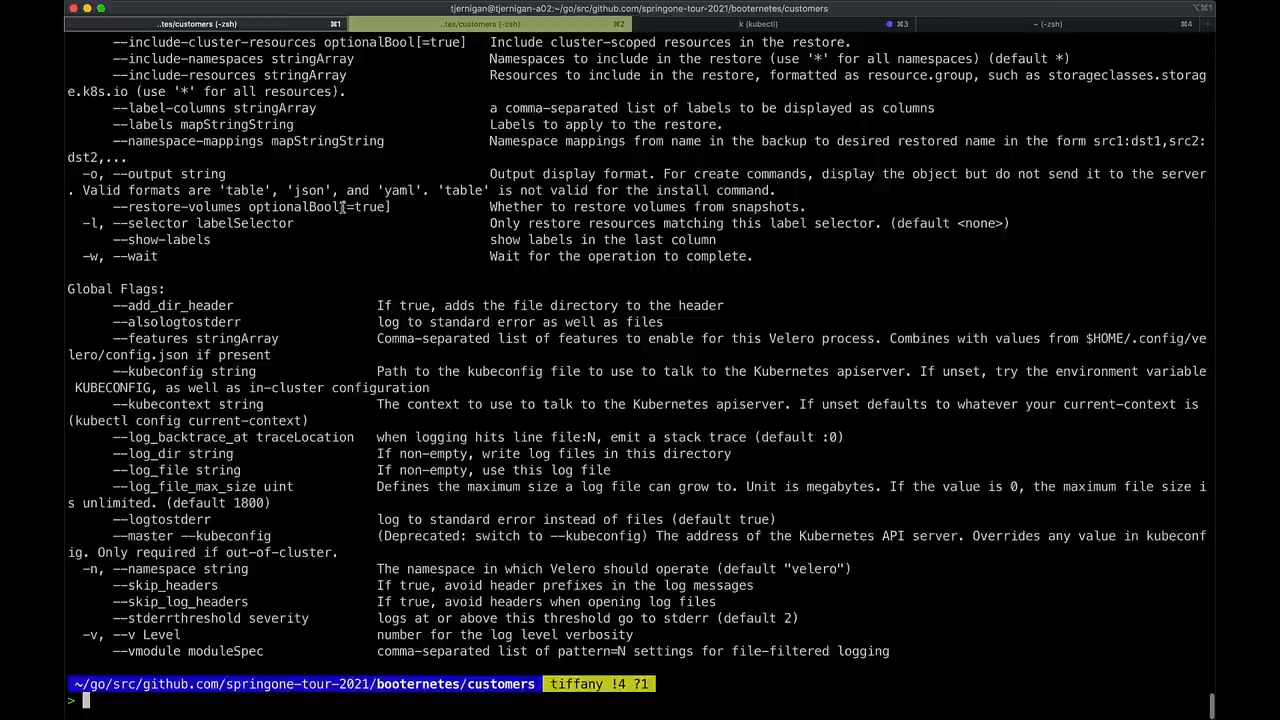 tjernigan@tjernigan-a02:~/go/src/github.com/springone-tour-2021/booternetes/customers
⌥⌘1
..tes/customers (-zsh) ⌘1
..tes/customers (-zsh) ⌘2
k (kubectl) ⌘3
~ (-zsh) ⌘4
--include-cluster-resources optionalBool[=true] Include cluster-scoped resources in the restore.
--include-namespaces stringArray Namespaces to include in the restore (use '*' for all namespaces) (default *)
--include-resources stringArray Resources to include in the restore, formatted as resource.group, such as storageclasses.storag
e.k8s.io (use '*' for all resources).
--label-columns stringArray a comma-separated list of labels to be displayed as columns
--labels mapStringString Labels to apply to the restore.
--namespace-mappings mapStringString Namespace mappings from name in the backup to desired restored name in the form src1:dst1,src2:
dst2,...
-o, --output string Output display format. For create commands, display the object but do not send it to the server
. Valid formats are 'table', 'json', and 'yaml'. 'table' is not valid for the install command.
--restore-volumes optionalBool[=true] Whether to restore volumes from snapshots.
-l, --selector labelSelector Only restore resources matching this label selector. (default <none>)
--show-labels show labels in the last column
-w, --wait Wait for the operation to complete.
Global Flags:
--add_dir_header If true, adds the file directory to the header
--alsologtostderr log to standard error as well as files
--features stringArray Comma-separated list of features to enable for this Velero process. Combines with values from $HOME/.config/ve
lero/config.json if present
--kubeconfig string Path to the kubeconfig file to use to talk to the Kubernetes apiserver. If unset, try the environment variable
KUBECONFIG, as well as in-cluster configuration
--kubecontext string The context to use to talk to the Kubernetes apiserver. If unset defaults to whatever your current-context is
(kubectl config current-context)
--log_backtrace_at traceLocation when logging hits line file:N, emit a stack trace (default :0)
--log_dir string If non-empty, write log files in this directory
--log_file string If non-empty, use this log file
--log_file_max_size uint Defines the maximum size a log file can grow to. Unit is megabytes. If the value is 0, the maximum file size i
s unlimited. (default 1800)
--logtostderr log to standard error instead of files (default true)
--master --kubeconfig (Deprecated: switch to --kubeconfig) The address of the Kubernetes API server. Overrides any value in kubeconf
ig. Only required if out-of-cluster.
-n, --namespace string The namespace in which Velero should operate (default "velero")
--skip_headers If true, avoid header prefixes in the log messages
--skip_log_headers If true, avoid headers when opening log files
--stderrthreshold severity logs at or above this threshold go to stderr (default 2)
-v, --v Level number for the log level verbosity
--vmodule moduleSpec comma-separated list of pattern=N settings for file-filtered logging
~/go/src/github.com/springone-tour-2021/booternetes/customers tiffany !4 ?1
>